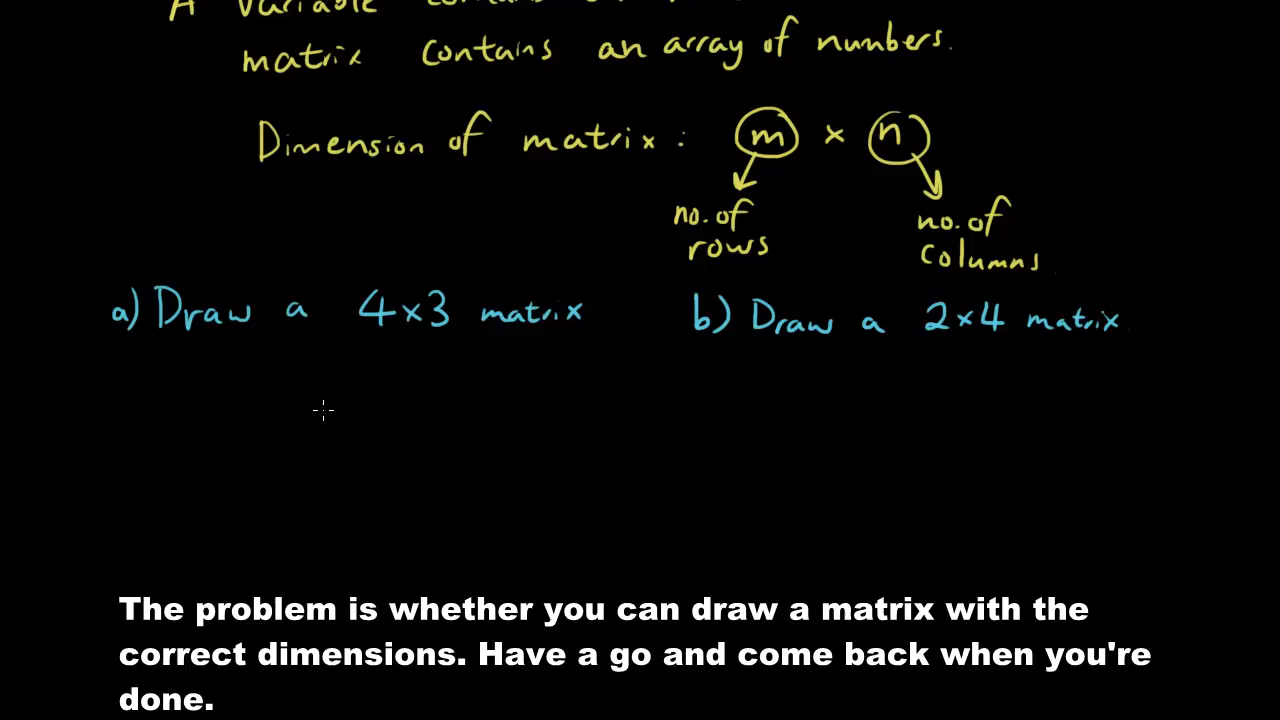 A variable contains
matrix contains an array of numbers.
Dimension of matrix : m × n
no. of rows
no. of columns
a) Draw a 4×3 matrix
b) Draw a 2×4 matrix.
The problem is whether you can draw a matrix with the
correct dimensions. Have a go and come back when you're
done.